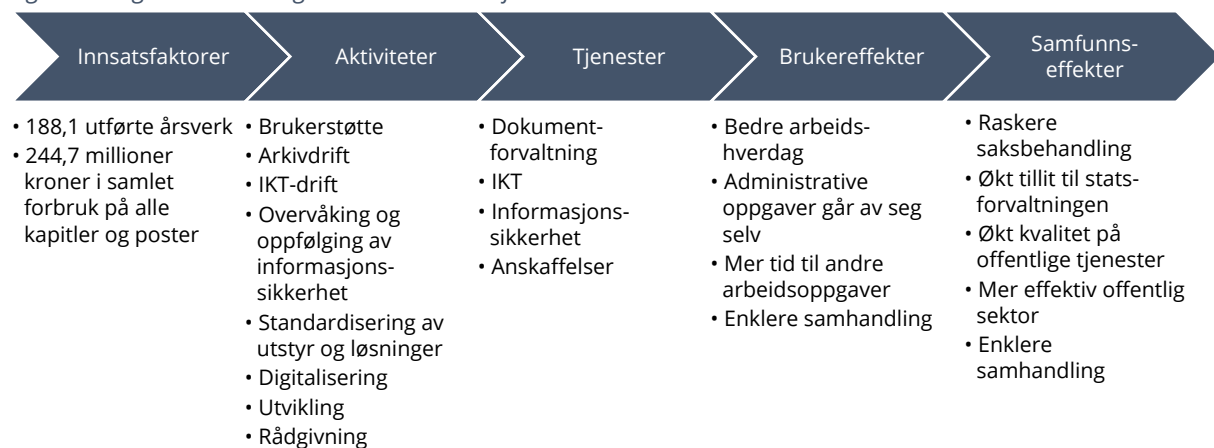 Innsatsfaktorer
Aktiviteter
Tjenester
Brukereffekter
Samfunns-
effekter
• 188,1 utførte årsverk
• 244,7 millioner
kroner i samlet
forbruk på alle
kapitler og poster
• Brukerstøtte
• Arkivdrift
• IKT-drift
• Overvåking og
oppfølging av
informasjons-
sikkerhet
• Standardisering av
utstyr og løsninger
• Digitalisering
• Utvikling
• Rådgivning
• Dokument-
forvaltning
• IKT
• Informasjons-
sikkerhet
• Anskaffelser
• Bedre arbeids-
hverdag
• Administrative
oppgaver går av seg
selv
• Mer tid til andre
arbeidsoppgaver
• Enklere samhandling
• Raskere
saksbehandling
• Økt tillit til stats-
forvaltningen
• Økt kvalitet på
offentlige tjenester
• Mer effektiv offentlig
sektor
• Enklere
samhandling